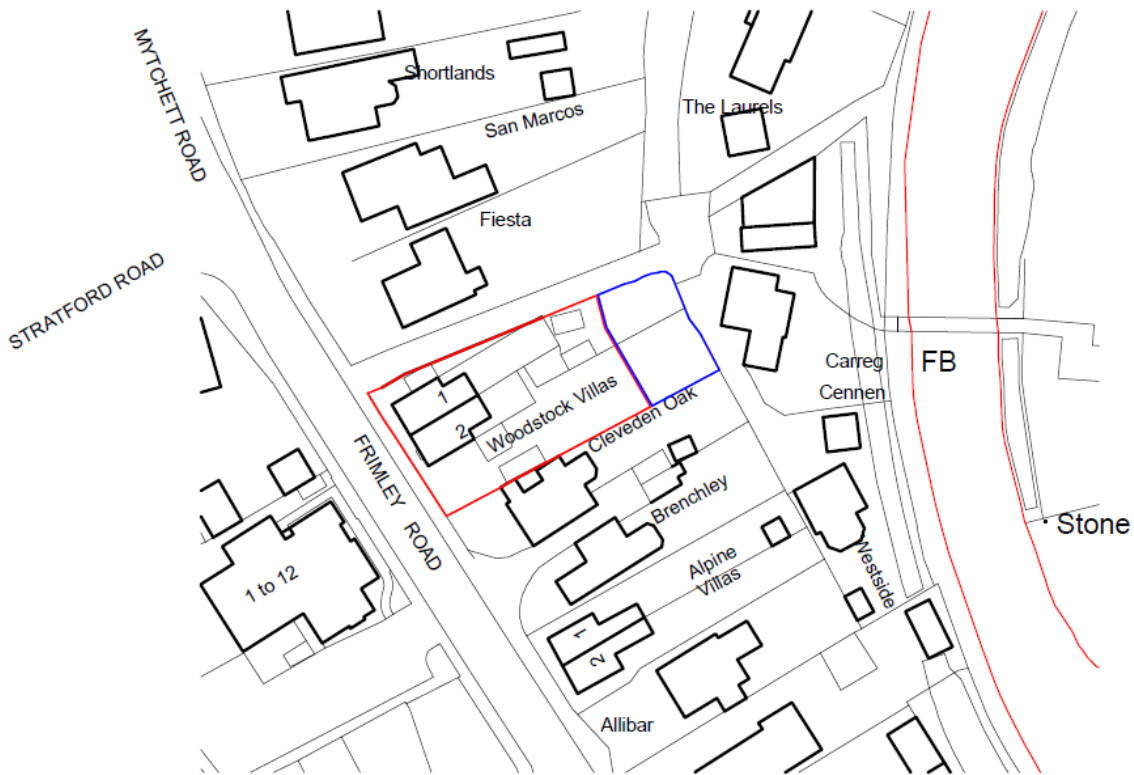 MYTCHETT ROAD
Shortlands
San Marcos
The Laurels
Fiesta
STRATFORD ROAD
1
2
Woodstock Villas
Cleveden Oak
Carreg
Cennen
FB
FRIMLEY ROAD
Brenchley
Stone
1 to 12
Alpine
Villas
Westside
1
2
Allibar